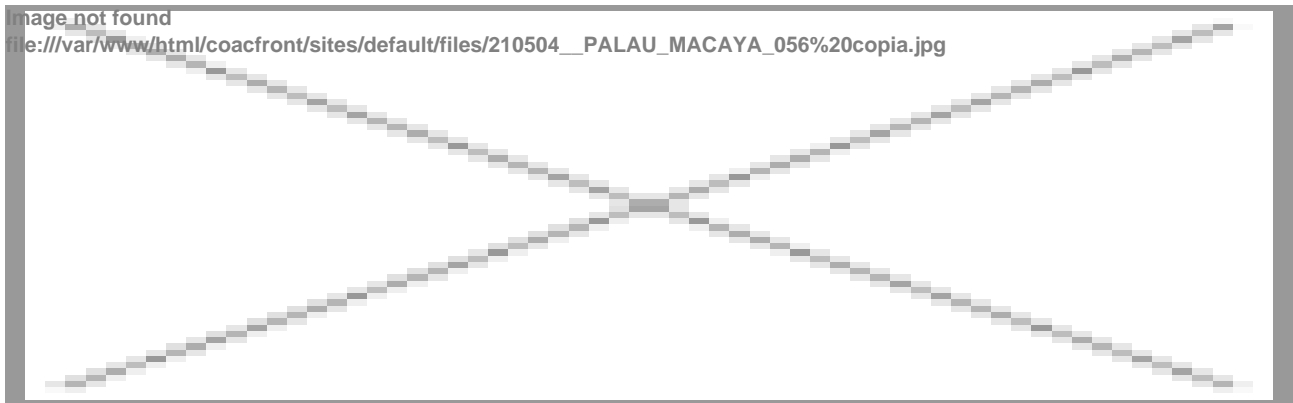 Image not found
file:///var/www/html/coacfront/sites/default/files/210504__PALAU_MACAYA_056%20copia.jpg